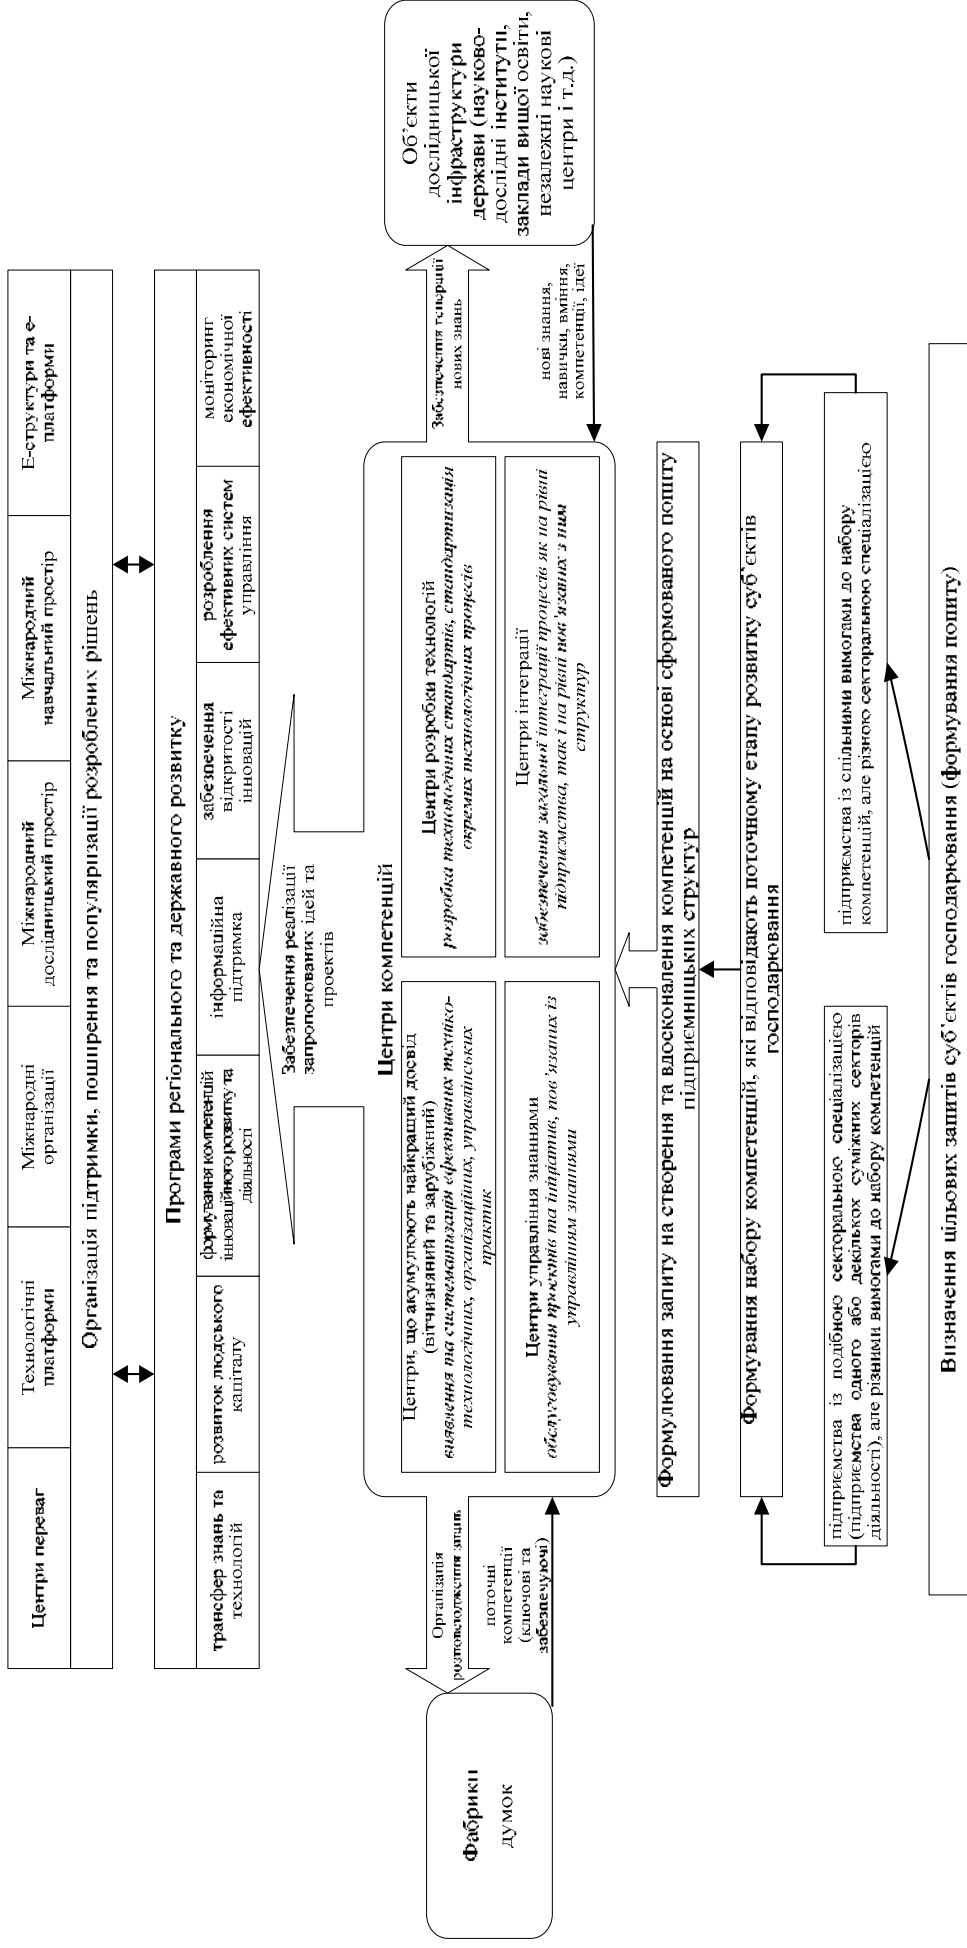 Центри переваг
Технологічні
платформи
Міжнародні
організації
Міжнародний
дослідницький простір
Міжнародний
навчальний простір
Е-структури та е-
платформи
Організація підтримки, поширення та популяризації розроблених рішень
Програми регіонального та державного розвитку
трансфер знань та
технологій
розвиток людського
капіталу
формування компетенцій
інноваційного розвитку та
діяльності
інформаційна
підтримка
забезпечення
відкритості
інновацій
розроблення
ефективних систем
управління
моніторинг
економічної
ефективності
Забезпечення реалізації
запропонованих ідей та
проектів
Фабрики
думок
Організація
розповсюдження знань
поточні
компетенції
(ключові та
забезпечуючі)
Центри компетенцій
Центри, що акумулюють найкращий досвід
(вітчизняний та зарубіжний)
виявлення та систематизація ефективних техніко-
технологічних, організаційних, управлінських
практик
Центри розробки технологій
розробка технологічних стандартів, стандартизація
окремих технологічних процесів
Центри управління знаннями
обслуговування проєктів та ініціатив, пов'язаних із
управлінням знаннями
Центри інтеграції
забезпечення загальної інтеграції процесів як на рівні
підприємства, так і на рівні пов'язаних з ним
структур
Забезпечення генерації
нових знань
нові знання,
навички, вміння,
компетенції, ідеї
Об'єкти
дослідницької
інфраструктури
держави (науково-
дослідні інститути,
заклади вищої освіти,
незалежні наукові
центри і т.д.)
Формулювання запиту на створення та вдосконалення компетенцій на основі сформованого попиту
підприємницьких структур
Формування набору компетенцій, які відповідають поточному етапу розвитку суб'єктів
господарювання
підприємства із подібною секторальною спеціалізацією
(підприємства одного або декількох суміжних секторів
діяльності), але різними вимогами до набору компетенцій
підприємства із спільними вимогами до набору
компетенцій, але різною секторальною спеціалізацією
Визначення цільових запитів суб'єктів господарювання (формування попиту)